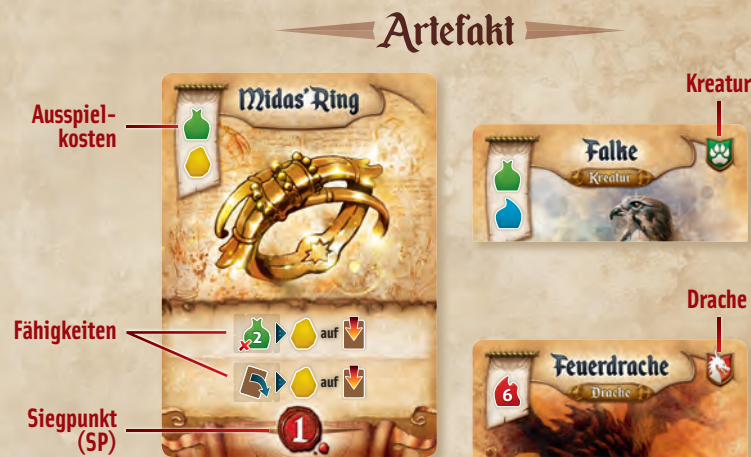 Artefakt
Ausspiel-
kosten
Midas' Ring
2
auf
auf
Fähigkeiten
Siegpunkt
(SP)
1
Kreatur
Falke
Kreatur
Drache
Feuerdrache
Drache
6